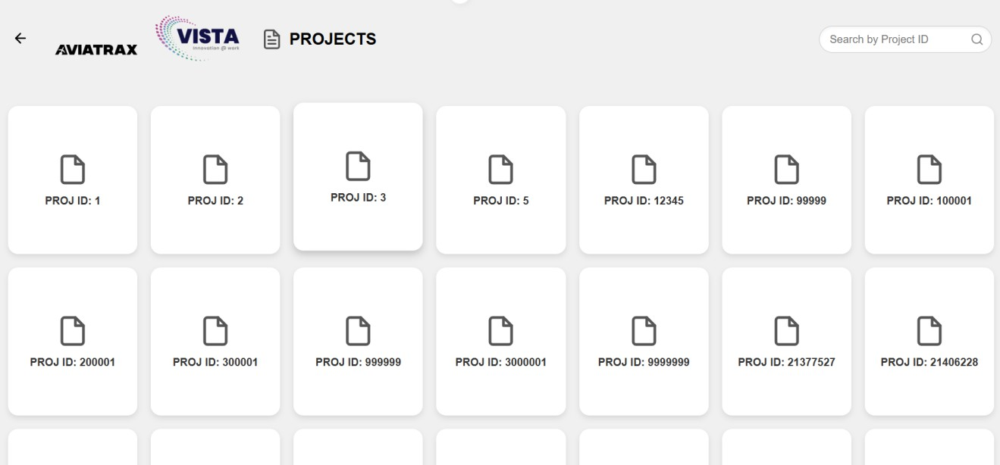 AVIATRAX
VISTA
innovation @ work
PROJECTS
Search by Project ID
PROJ ID: 1
PROJ ID: 2
PROJ ID: 3
PROJ ID: 5
PROJ ID: 12345
PROJ ID: 99999
PROJ ID: 100001
PROJ ID: 200001
PROJ ID: 300001
PROJ ID: 999999
PROJ ID: 3000001
PROJ ID: 9999999
PROJ ID: 21377527
PROJ ID: 21406228